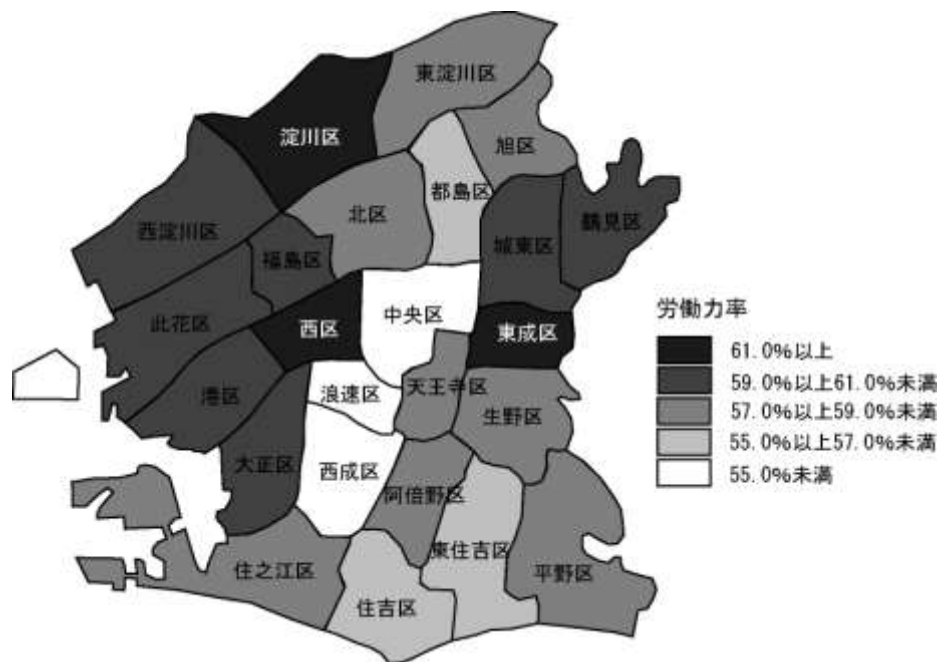 東淀川区
淀川区
旭区
都島区
北区
鶴見区
西淀川区
城東区
福島区
此花区
西区
中央区
東成区
港区
浪速区
天王寺区
生野区
大正区
西成区
阿倍野区
東住吉区
住之江区
平野区
住吉区
労働力率
61.0%以上
59.0%以上61.0%未満
57.0%以上59.0%未満
55.0%以上57.0%未満
55.0%未満